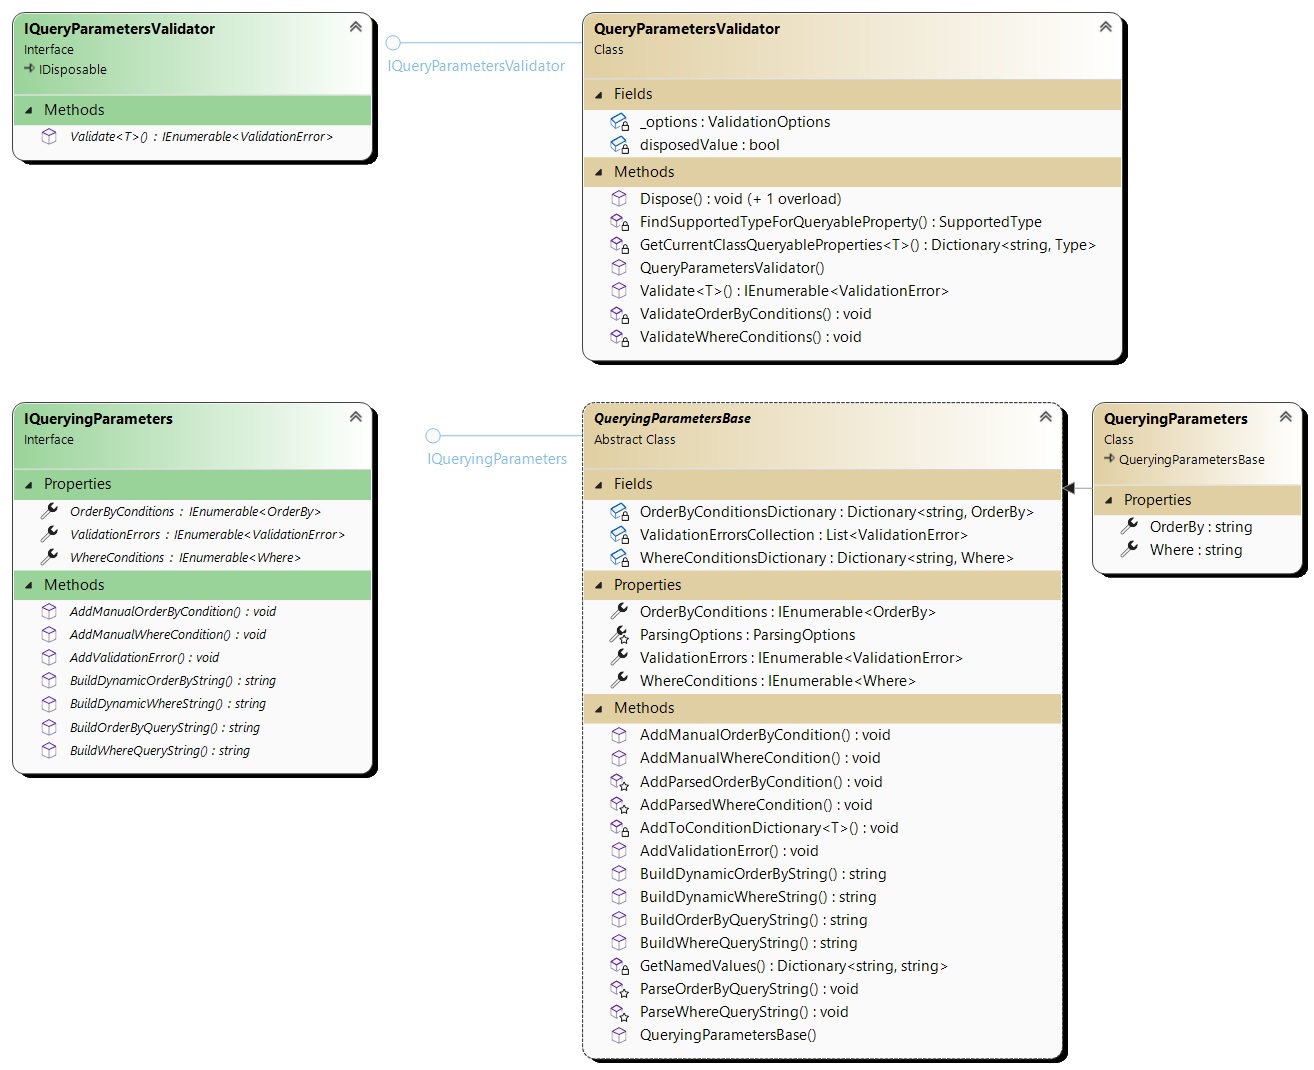 IQueryParametersValidator
Interface
IDisposable
Methods
Validate<T>() : IEnumerable<ValidationError>
IQueryParametersValidator
QueryParametersValidator
Class
Fields
_options : ValidationOptions
disposedValue : bool
Methods
Dispose() : void (+ 1 overload)
FindSupportedTypeForQueryableProperty() : SupportedType
GetCurrentClassQueryableProperties<T>() : Dictionary<string, Type>
QueryParametersValidator()
Validate<T>() : IEnumerable<ValidationError>
ValidateOrderByConditions() : void
ValidateWhereConditions() : void
IQueryingParameters
Interface
Properties
OrderByConditions : IEnumerable<OrderBy>
ValidationErrors : IEnumerable<ValidationError>
WhereConditions : IEnumerable<Where>
Methods
AddManualOrderByCondition() : void
AddManualWhereCondition() : void
AddValidationError() : void
BuildDynamicOrderByString() : string
BuildDynamicWhereString() : string
BuildOrderByQueryString() : string
BuildWhereQueryString() : string
IQueryingParameters
QueryingParametersBase
Abstract Class
Fields
OrderByConditionsDictionary : Dictionary<string, OrderBy>
ValidationErrorsCollection : List<ValidationError>
WhereConditionsDictionary : Dictionary<string, Where>
Properties
OrderByConditions : IEnumerable<OrderBy>
ParsingOptions : ParsingOptions
ValidationErrors : IEnumerable<ValidationError>
WhereConditions : IEnumerable<Where>
Methods
AddManualOrderByCondition() : void
AddManualWhereCondition() : void
AddParsedOrderByCondition() : void
AddParsedWhereCondition() : void
AddToConditionDictionary<T>() : void
AddValidationError() : void
BuildDynamicOrderByString() : string
BuildDynamicWhereString() : string
BuildOrderByQueryString() : string
BuildWhereQueryString() : string
GetNamedValues() : Dictionary<string, string>
ParseOrderByQueryString() : void
ParseWhereQueryString() : void
QueryingParametersBase()
QueryingParameters
Class
QueryingParametersBase
Properties
OrderBy : string
Where : string